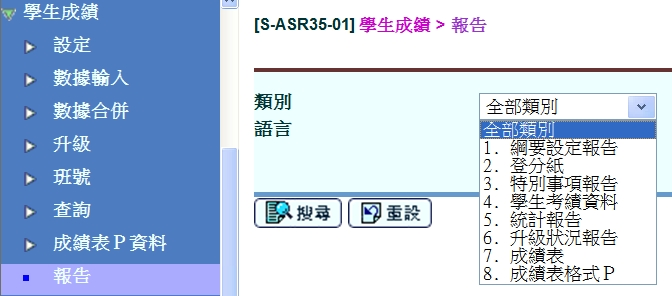 學生成績
設定
數據輸入
數據合併
升級
班號
查詢
成績表P資料
報告
[S-ASR35-01] 學生成績 > 報告
類別
全部類別
語言
全部類別
1. 綱要設定報告
2. 登分紙
3. 特別事項報告
4. 學生考績資料
5. 統計報告
6. 升級狀況報告
7. 成績表
8. 成績表格式P
搜尋
重設